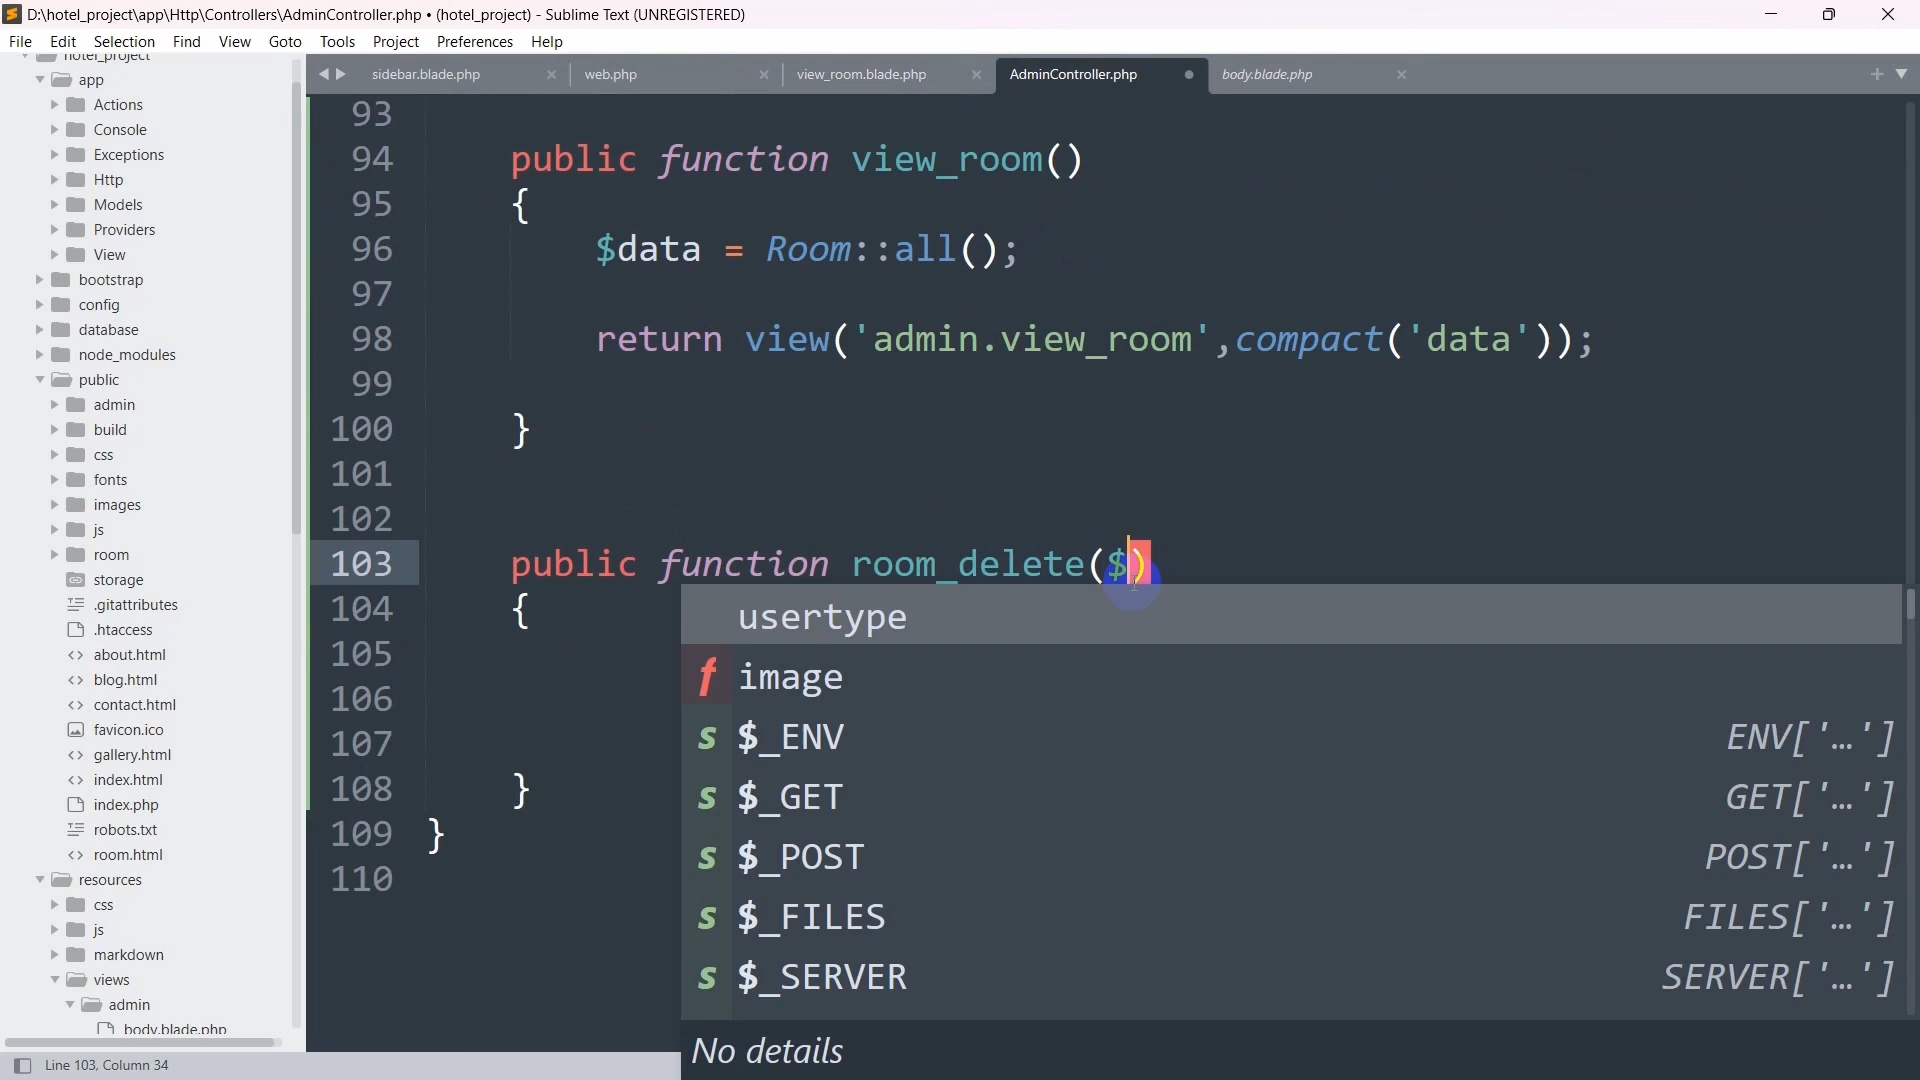 D:\hotel_project\app\Http\Controllers\AdminController.php • (hotel_project) - Sublime Text (UNREGISTERED)
File Edit Selection Find View Goto Tools Project Preferences Help
hotel_project
app
Actions
Console
Exceptions
Http
Models
Providers
View
bootstrap
config
database
node_modules
public
admin
build
css
fonts
images
js
room
storage
.gitattributes
.htaccess
about.html
blog.html
contact.html
favicon.ico
gallery.html
index.html
index.php
robots.txt
room.html
resources
css
js
markdown
views
admin
body.blade.php
sidebar.blade.php web.php view_room.blade.php AdminController.php body.blade.php
93
94 public function view_room()
95 {
96 $data = Room::all();
97
98 return view('admin.view_room',compact('data'));
99
100 }
101
102
103 public function room_delete($)
104 {
105
106
107
108 }
109 }
110
usertype
f image
s $_ENV ENV['…']
s $_GET GET['…']
s $_POST POST['…']
s $_FILES FILES['…']
s $_SERVER SERVER['…']
No details
Line 103, Column 34